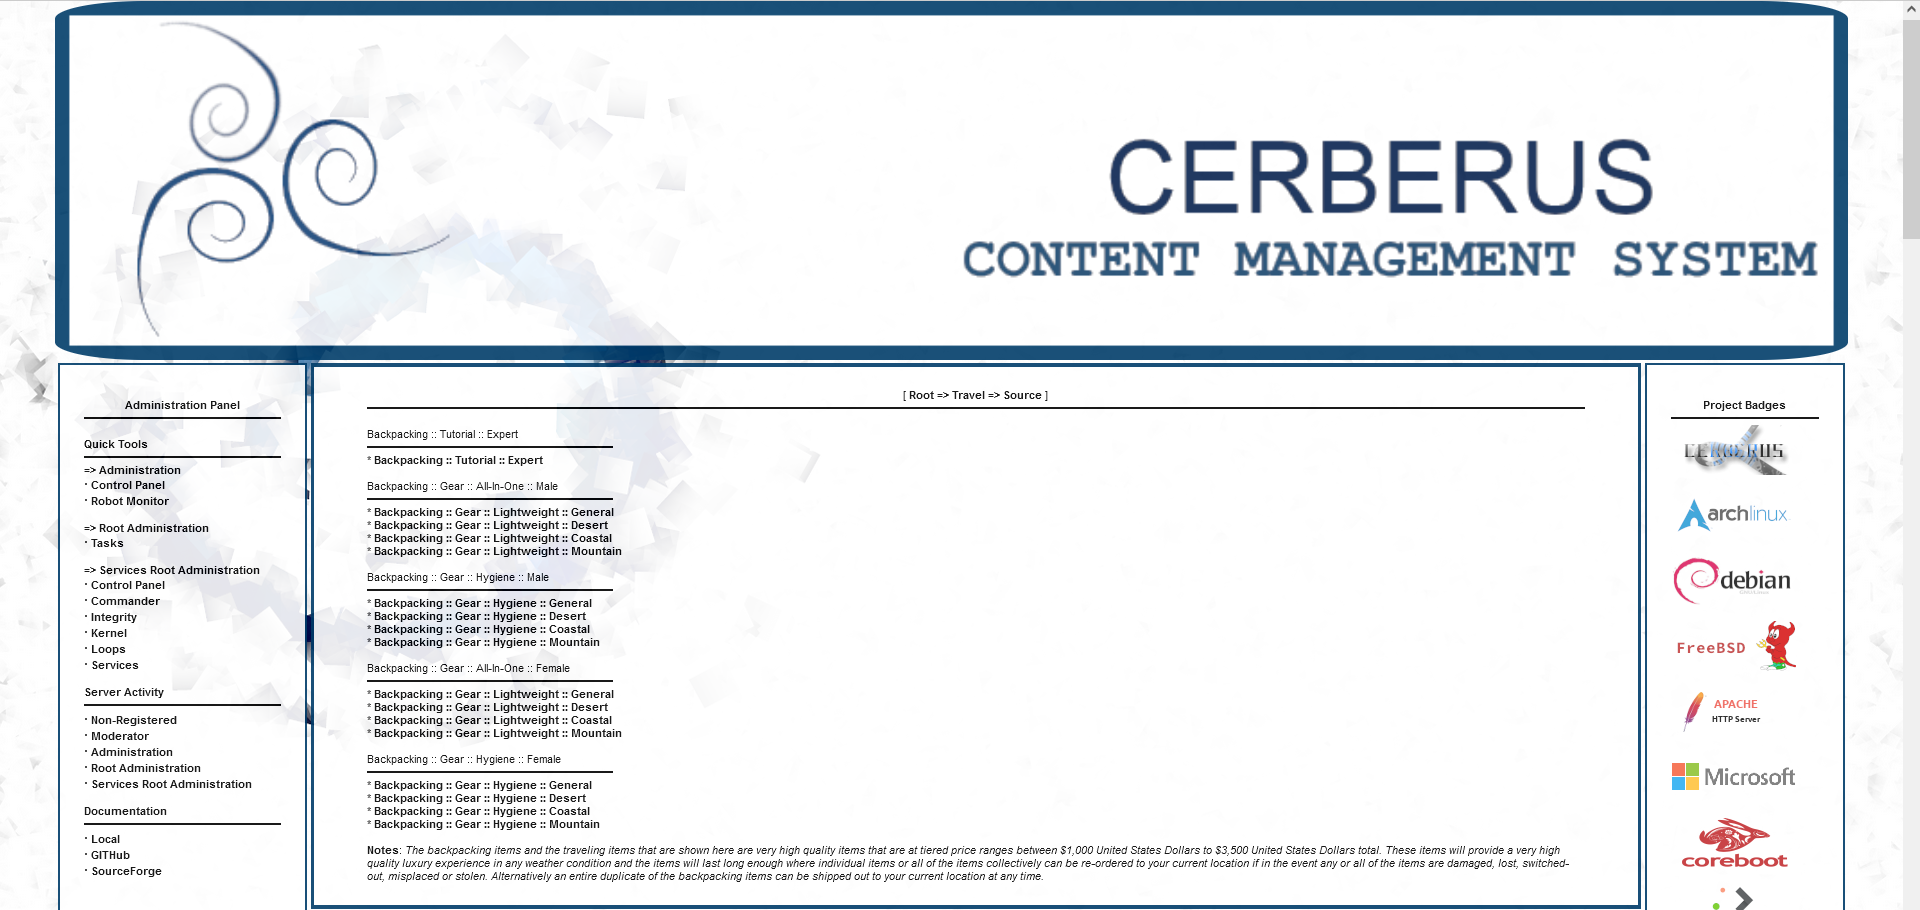 CERBERUS
CONTENT MANAGEMENT SYSTEM
Administration Panel
Quick Tools
=> Administration
· Control Panel
· Robot Monitor
=> Root Administration
· Tasks
=> Services Root Administration
· Control Panel
· Commander
· Integrity
· Kernel
· Loops
· Services
Server Activity
· Non-Registered
· Moderator
· Administration
· Root Administration
· Services Root Administration
Documentation
· Local
· GITHub
· SourceForge
[ Root => Travel => Source ]
Backpacking :: Tutorial :: Expert
* Backpacking :: Tutorial :: Expert
Backpacking :: Gear :: All-In-One :: Male
* Backpacking :: Gear :: Lightweight :: General
* Backpacking :: Gear :: Lightweight :: Desert
* Backpacking :: Gear :: Lightweight :: Coastal
* Backpacking :: Gear :: Lightweight :: Mountain
Backpacking :: Gear :: Hygiene :: Male
* Backpacking :: Gear :: Hygiene :: General
* Backpacking :: Gear :: Hygiene :: Desert
* Backpacking :: Gear :: Hygiene :: Coastal
* Backpacking :: Gear :: Hygiene :: Mountain
Backpacking :: Gear :: All-In-One :: Female
* Backpacking :: Gear :: Lightweight :: General
* Backpacking :: Gear :: Lightweight :: Desert
* Backpacking :: Gear :: Lightweight :: Coastal
* Backpacking :: Gear :: Lightweight :: Mountain
Backpacking :: Gear :: Hygiene :: Female
* Backpacking :: Gear :: Hygiene :: General
* Backpacking :: Gear :: Hygiene :: Desert
* Backpacking :: Gear :: Hygiene :: Coastal
* Backpacking :: Gear :: Hygiene :: Mountain
Notes: The backpacking items and the traveling items that are shown here are very high quality items that are at tiered price ranges between $1,000 United States Dollars to $3,500 United States Dollars total. These items will provide a very high
quality luxury experience in any weather condition and the items will last long enough where individual items or all of the items collectively can be re-ordered to your current location if in the event any or all of the items are damaged, lost, switched-
out, misplaced or stolen. Alternatively an entire duplicate of the backpacking items can be shipped out to your current location at any time.
Project Badges
CERBERUS
archlinux
debian
FreeBSD
APACHE
HTTP Server
Microsoft
coreboot